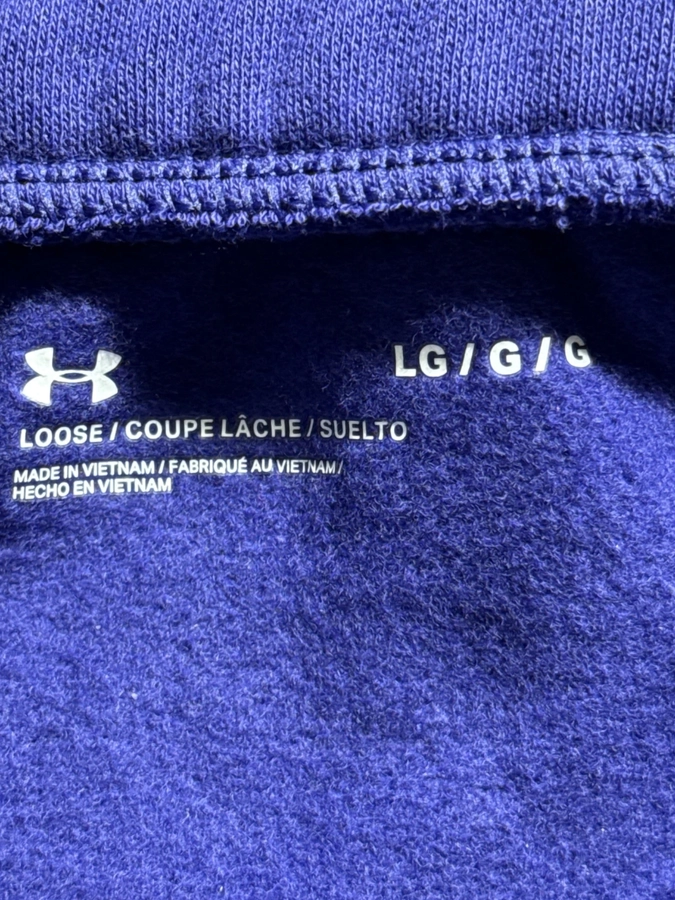 LG / G / G
LOOSE / COUPE LÂCHE / SUELTO
MADE IN VIETNAM / FABRIQUÉ AU VIETNAM /
HECHO EN VIETNAM